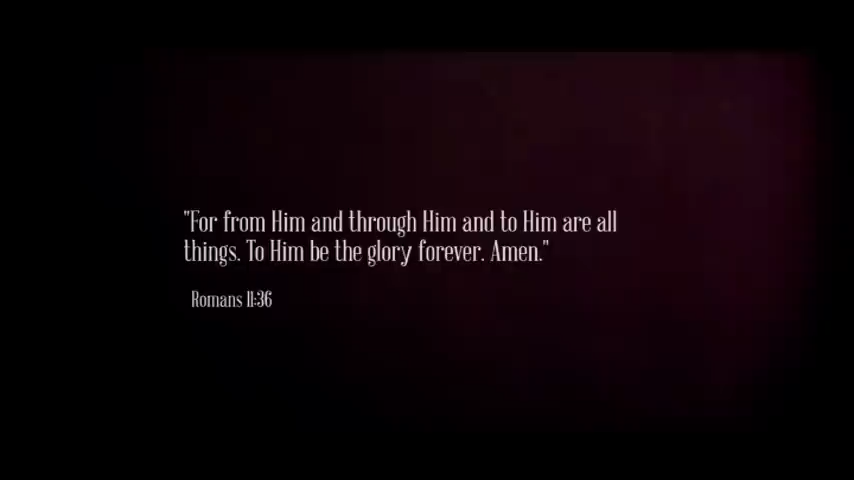 "For from Him and through Him and to Him are all
things. To Him be the glory forever. Amen."
Romans 11:36